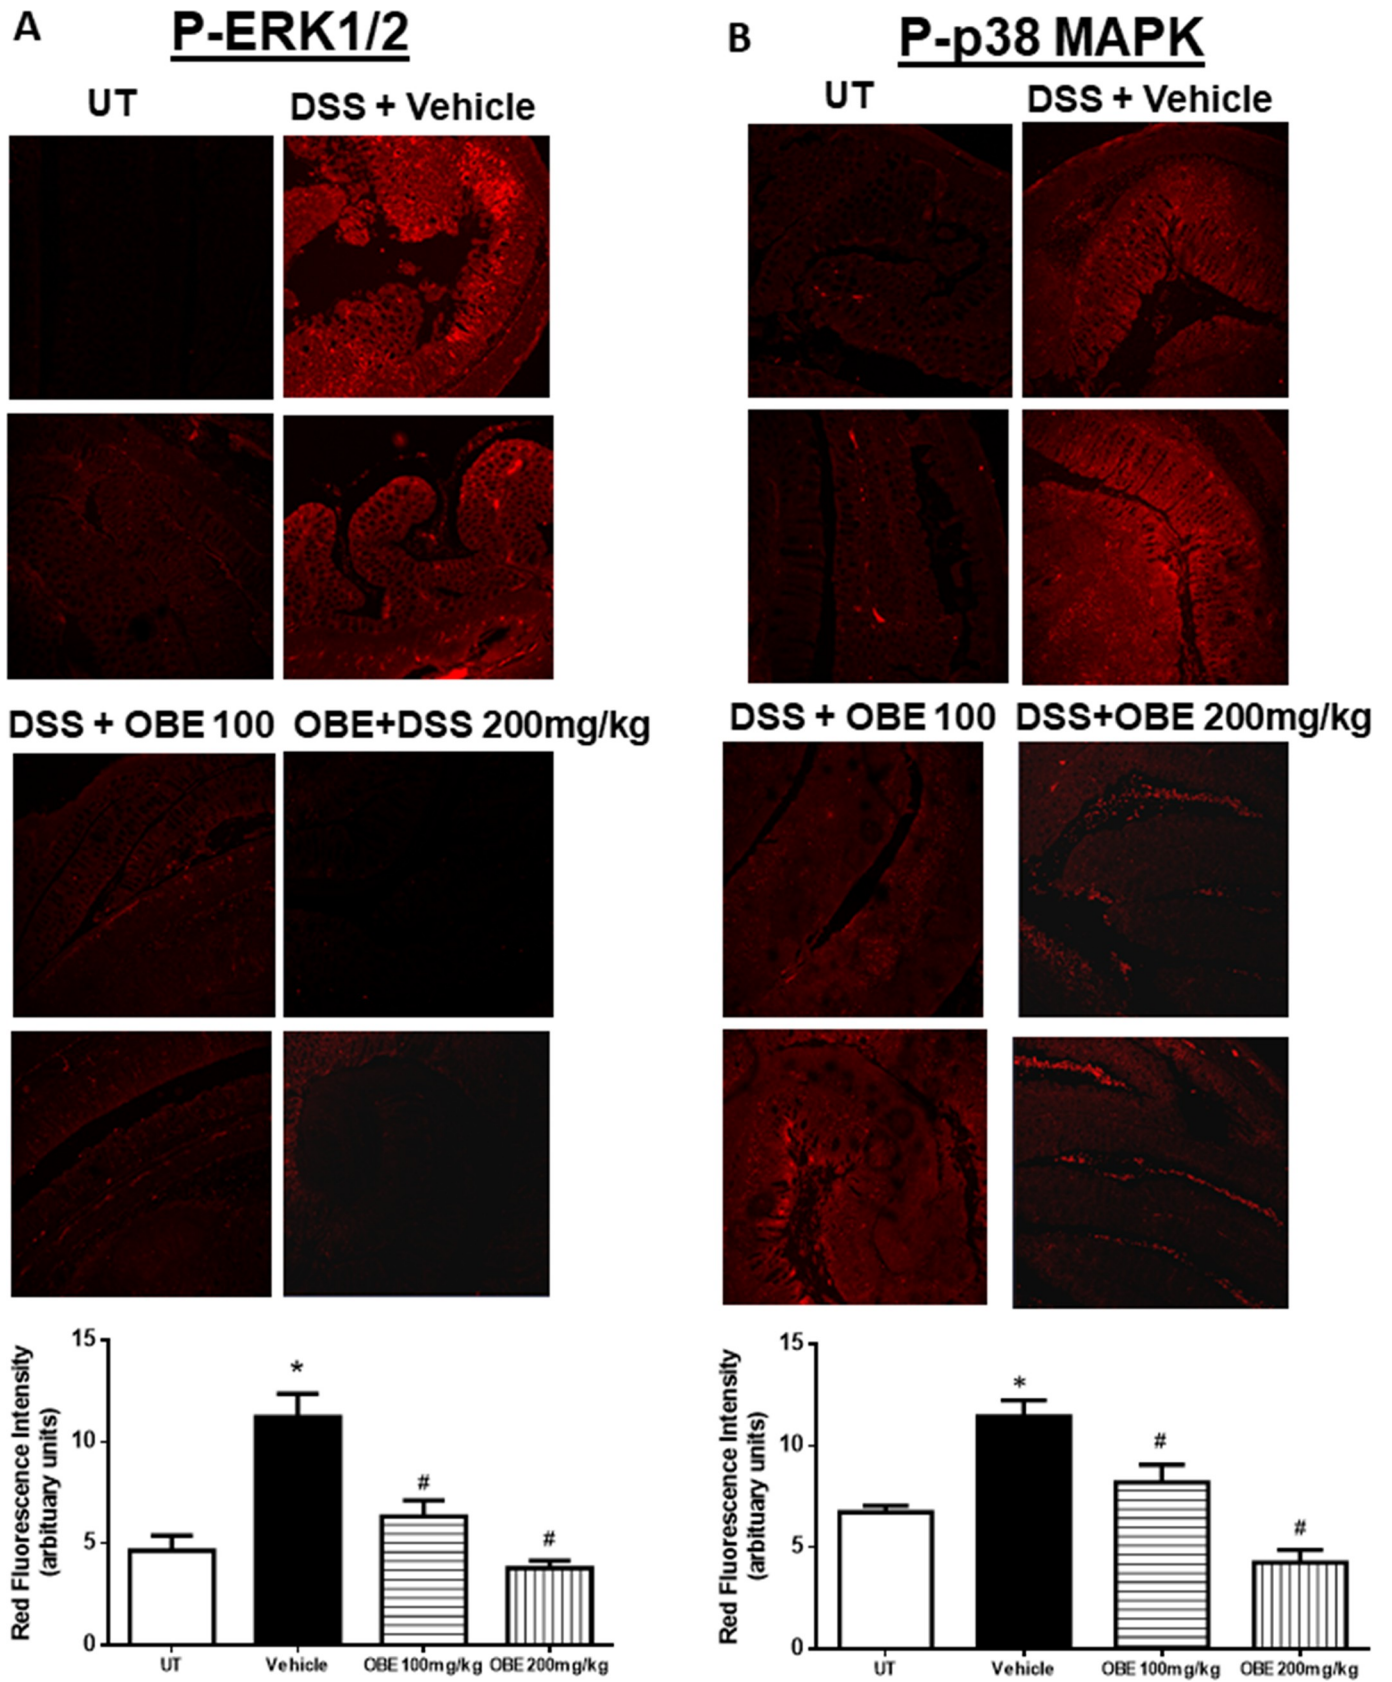 A
P-ERK1/2
UT
DSS + Vehicle
DSS + OBE 100
OBE+DSS 200mg/kg
Red Fluorescence Intensity
(arbituary units)
15
10
5
0
*
#
#
UT
Vehicle
OBE 100mg/kg
OBE 200mg/kg
B
P-p38 MAPK
UT
DSS + Vehicle
DSS + OBE 100
DSS+OBE 200mg/kg
Red Fluorescence Intensity
(arbituary units)
15
10
5
0
*
#
#
UT
Vehicle
OBE 100mg/kg
OBE 200mg/kg